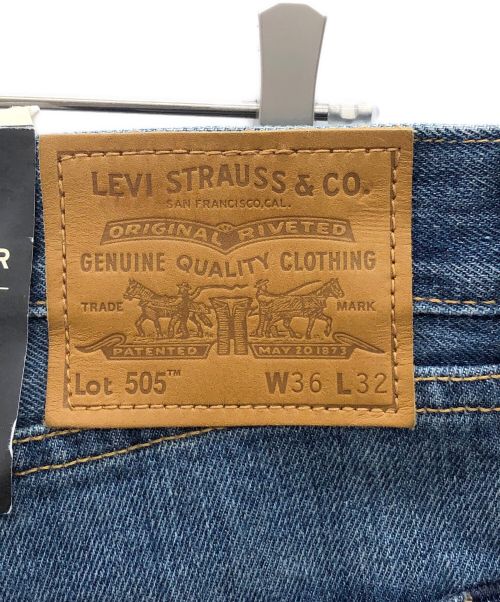 LEVI STRAUSS & CO.
SAN FRANCISCO, CAL.
ORIGINAL RIVETED
GENUINE QUALITY CLOTHING
TRADE MARK
PATENTED MAY 20 1873
Lot 505™ W36 L32
R